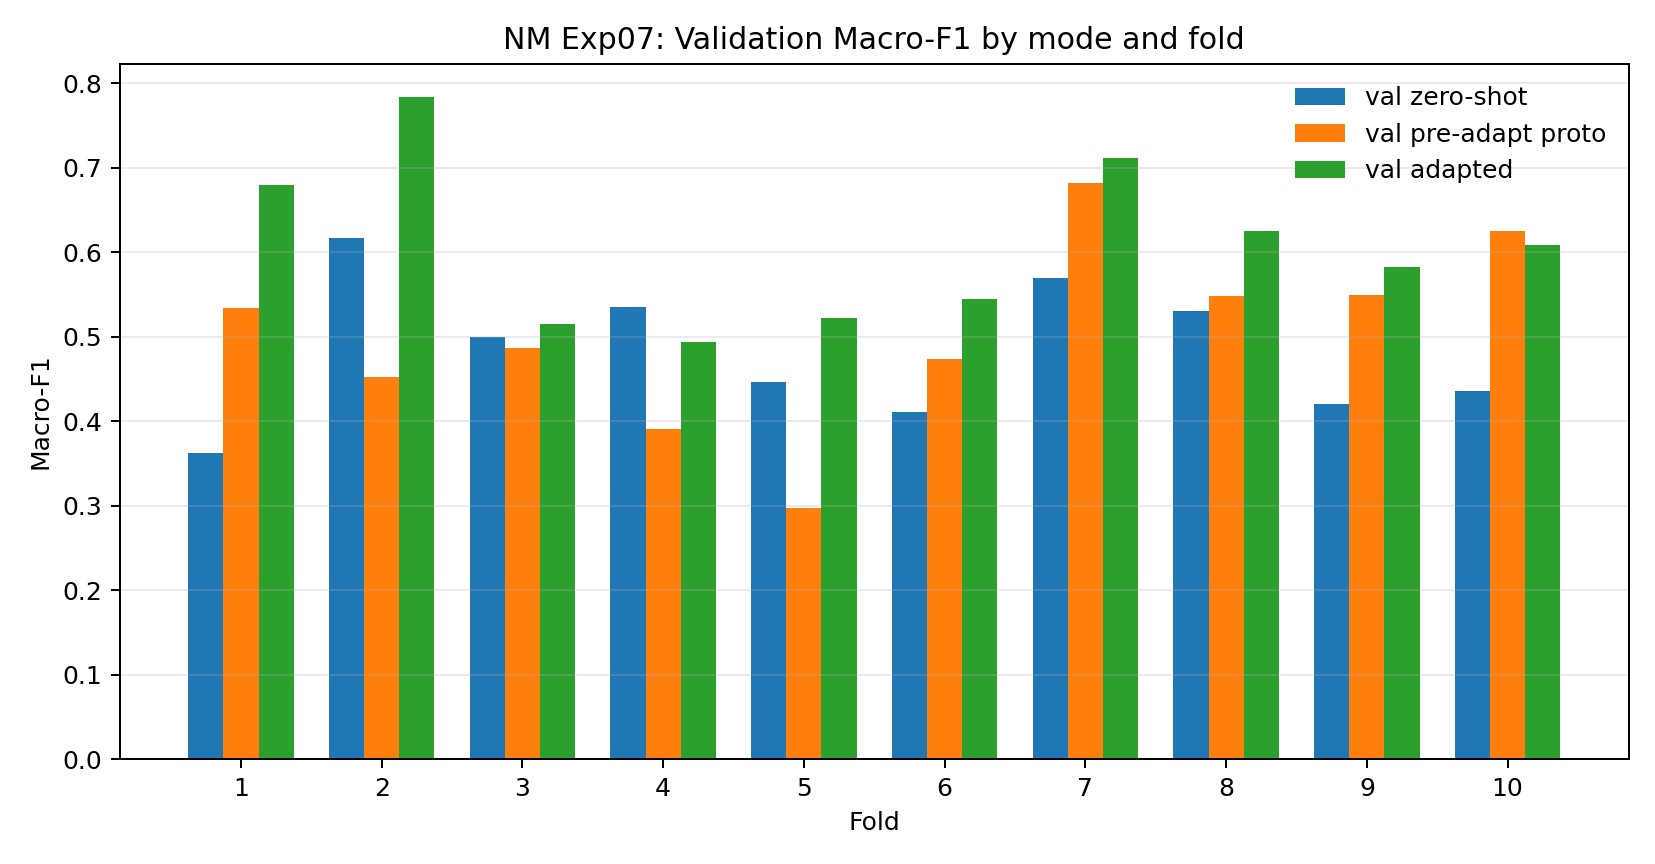 NM Exp07: Validation Macro-F1 by mode and fold
val zero-shot
val pre-adapt proto
val adapted
Macro-F1
0.8
0.7
0.6
0.5
0.4
0.3
0.2
0.1
0.0
1 2 3 4 5 6 7 8 9 10
Fold